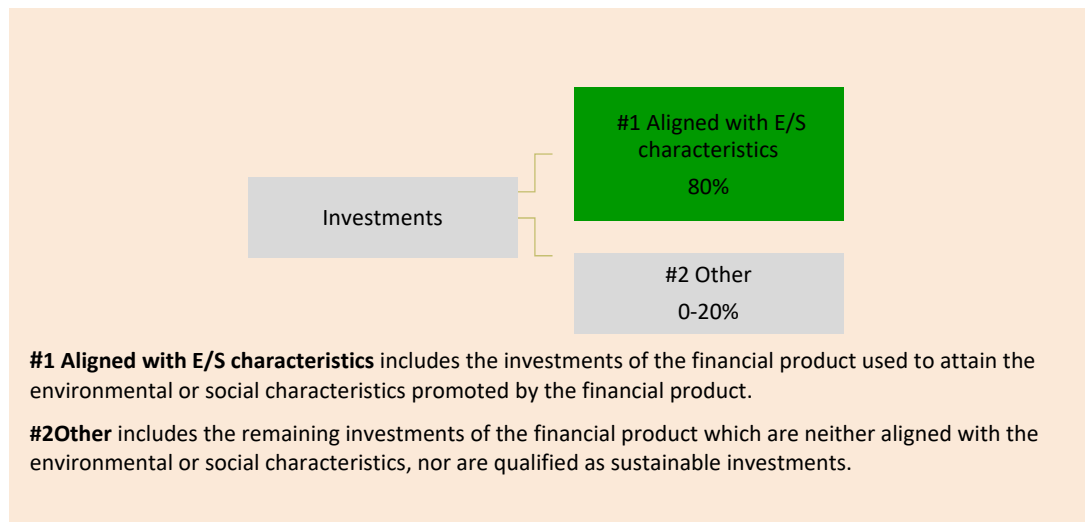 #1 Aligned with E/S
characteristics
80%
Investments
#2 Other
0-20%
#1 Aligned with E/S characteristics includes the investments of the financial product used to attain the
environmental or social characteristics promoted by the financial product.
#2Other includes the remaining investments of the financial product which are neither aligned with the
environmental or social characteristics, nor are qualified as sustainable investments.